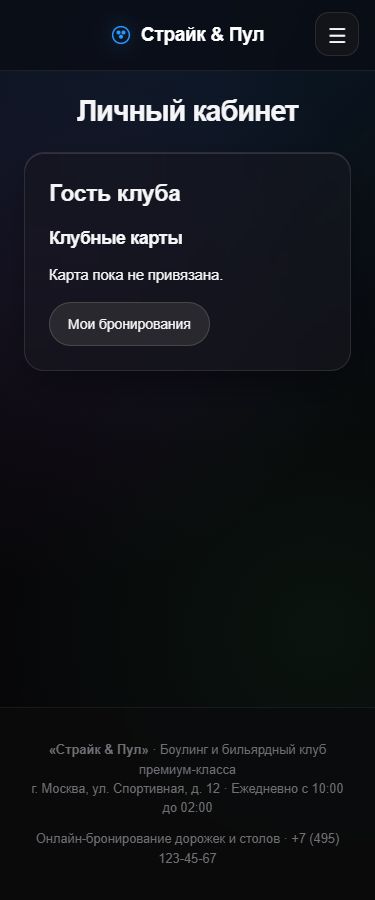 Страйк & Пул
Личный кабинет
Гость клуба
Клубные карты
Карта пока не привязана.
Мои бронирования
«Страйк & Пул» · Боулинг и бильярдный клуб
премиум-класса
г. Москва, ул. Спортивная, д. 12 · Ежедневно с 10:00
до 02:00
Онлайн-бронирование дорожек и столов · +7 (495)
123-45-67